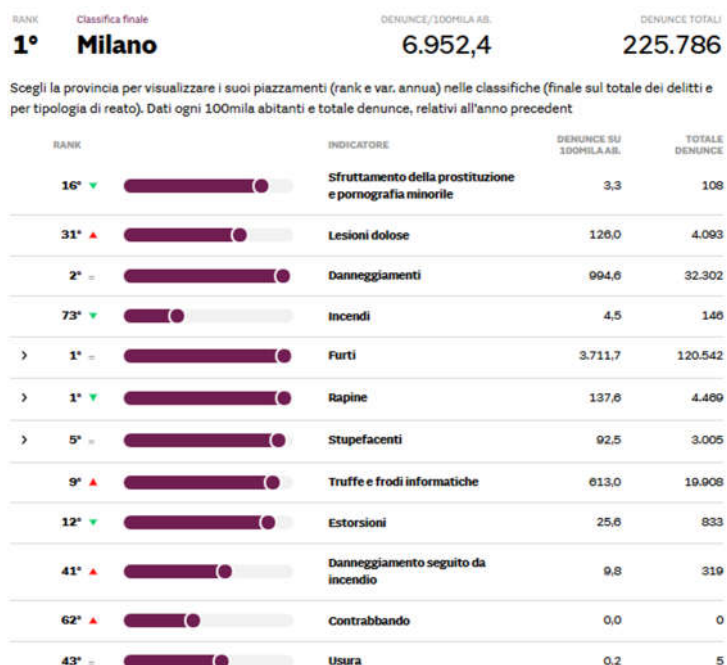 RANK Classifica finale DENUNCE/100MILA AB. DENUNCE TOTALI
1° Milano 6.952,4 225.786
Scegli la provincia per visualizzare i suoi piazzamenti (rank e var. annua) nelle classifiche (finale sul totale dei delitti e
per tipologia di reato). Dati ogni 100mila abitanti e totale denunce, relativi all'anno precedent
RANK INDICATORE DENUNCE SU 100MILA AB. TOTALE DENUNCE
16° Sfruttamento della prostituzione
e pornografia minorile 3,3 108
31° Lesioni dolose 126,0 4.093
2° = Danneggiamenti 994,6 32.302
73° Incendi 4,5 146
> 1° = Furti 3.711,7 120.542
> 1° Rapine 137,6 4.469
> 5° = Stupefacenti 92,5 3.005
9° Truffe e frodi informatiche 613,0 19.908
12° Estorsioni 25,6 833
41° Danneggiamento seguito da
incendio 9,8 319
62° Contrabbando 0,0 0
43° = Usura 0,2 5